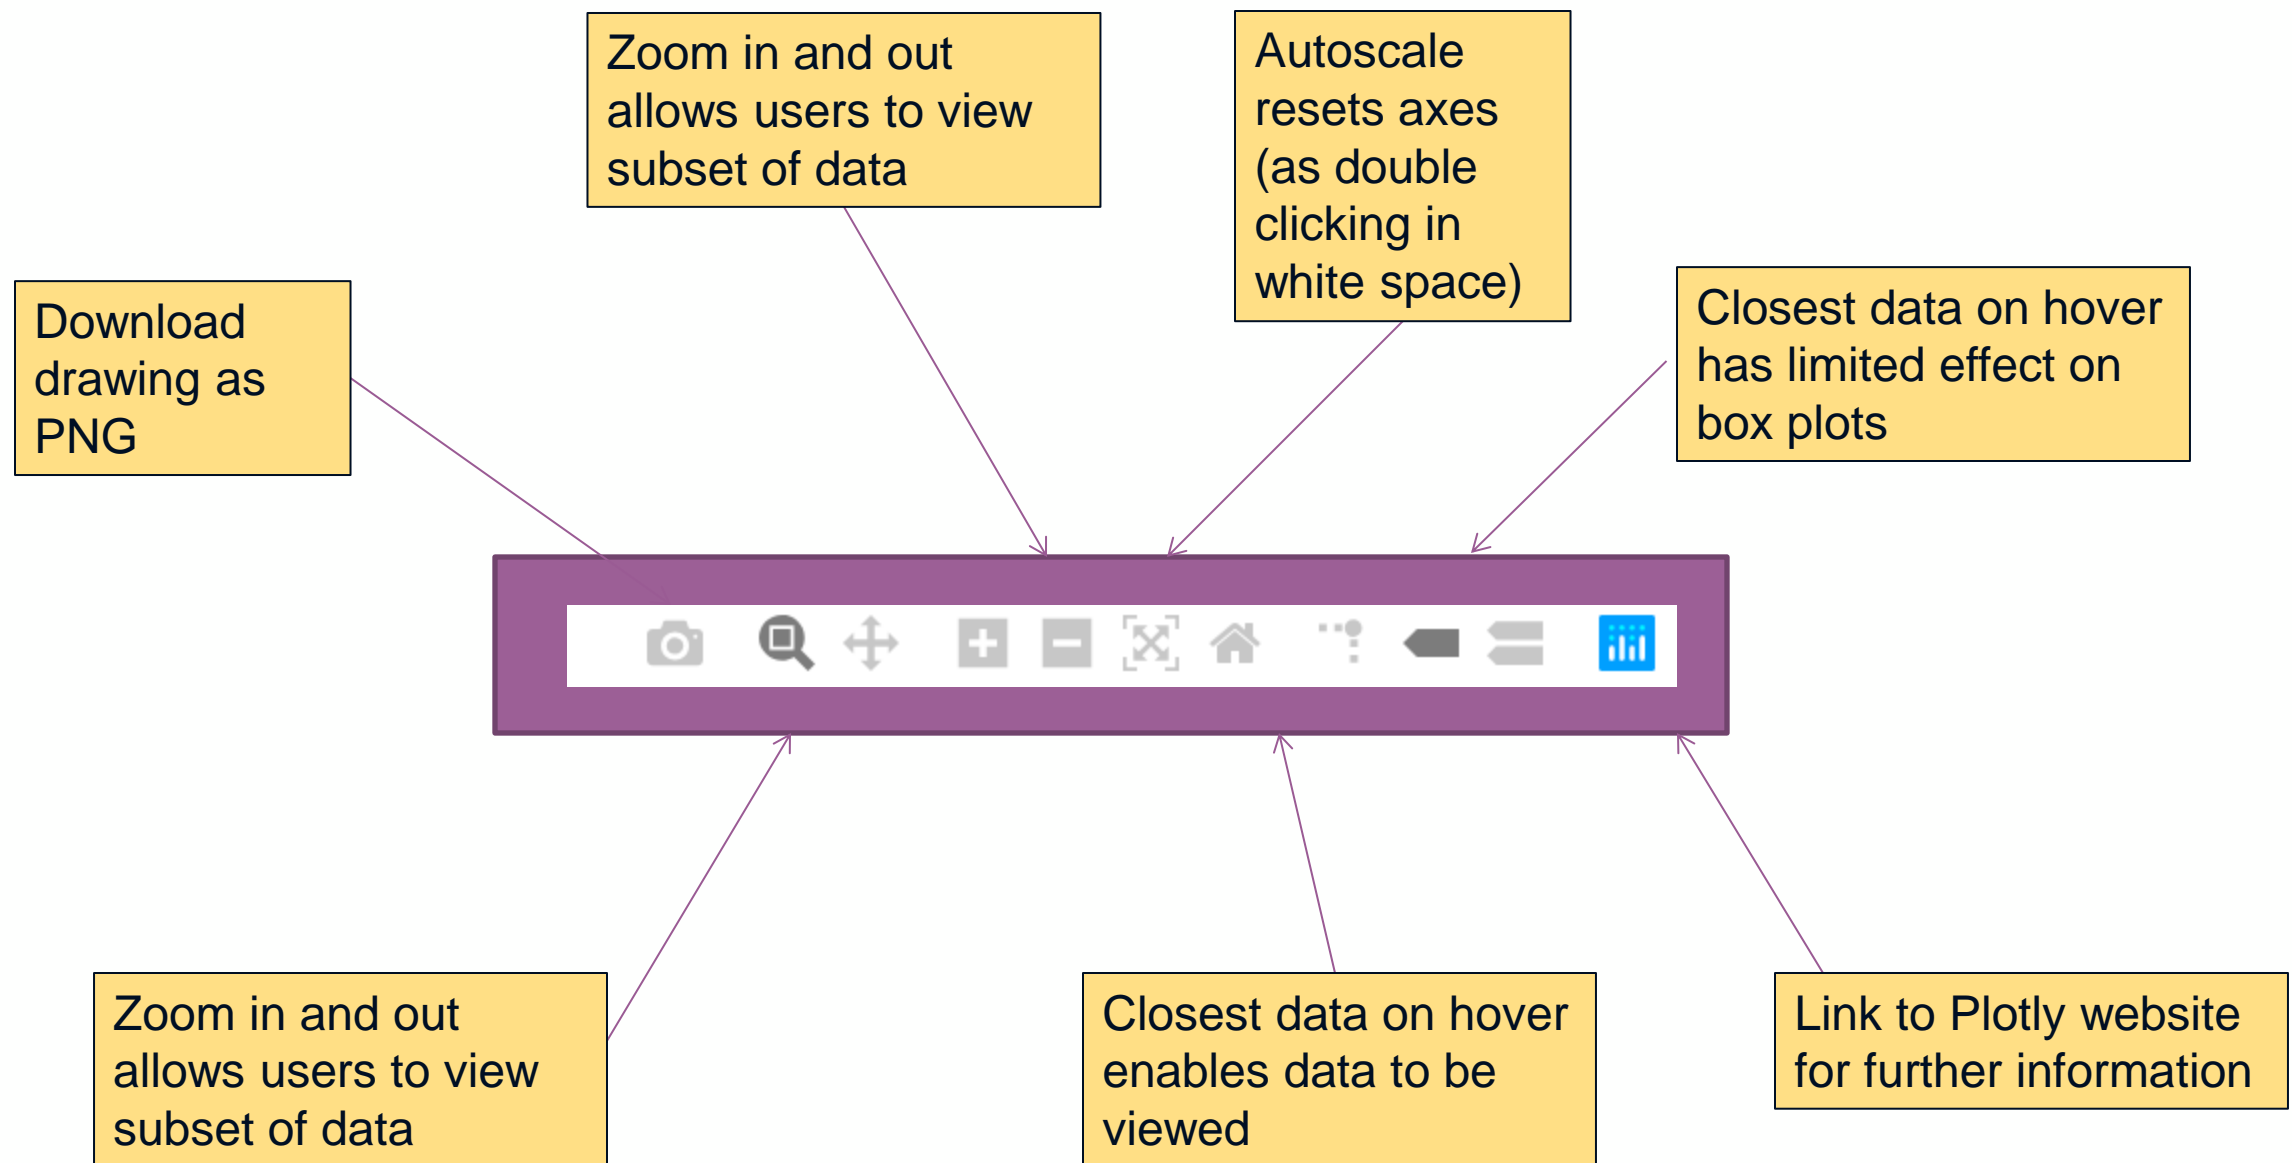 Zoom in and out
allows users to view
subset of data
Autoscale
resets axes
(as double
clicking in
white space)
Closest data on hover
has limited effect on
box plots
Download
drawing as
PNG
Zoom in and out
allows users to view
subset of data
Closest data on hover
enables data to be
viewed
Link to Plotly website
for further information